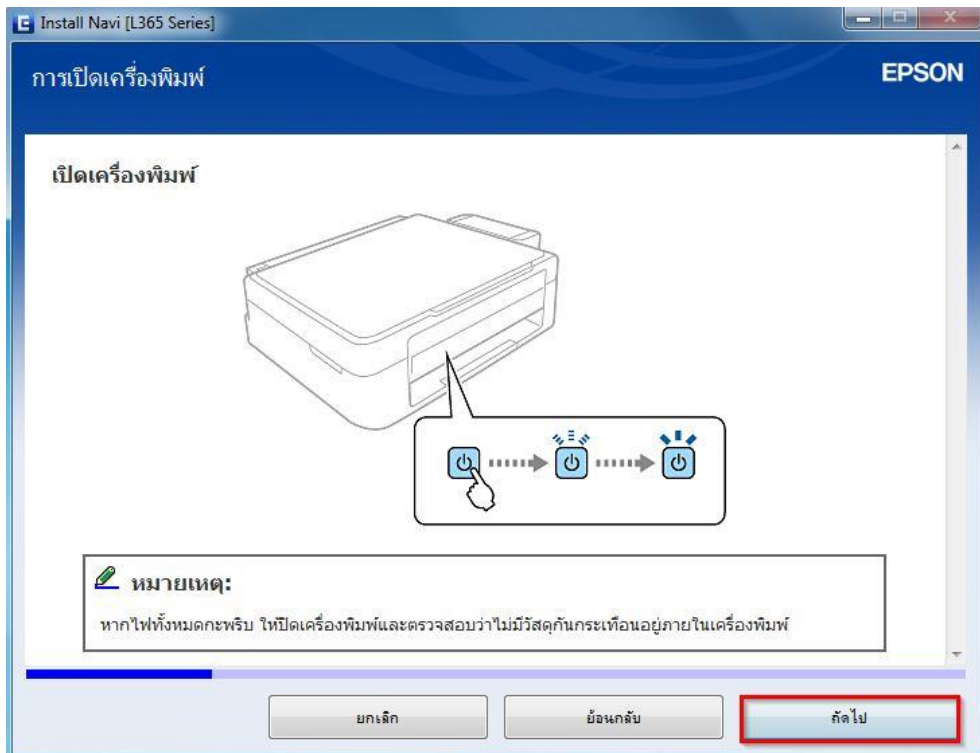 Install Navi [L365 Series]
การเปิดเครื่องพิมพ์
EPSON
เปิดเครื่องพิมพ์
หมายเหตุ:
หากไฟทั้งหมดกะพริบ ให้ปิดเครื่องพิมพ์และตรวจสอบว่าไม่มีวัสดุกันกระเทือนอยู่ภายในเครื่องพิมพ์
ยกเลิก
ย้อนกลับ
ถัดไป